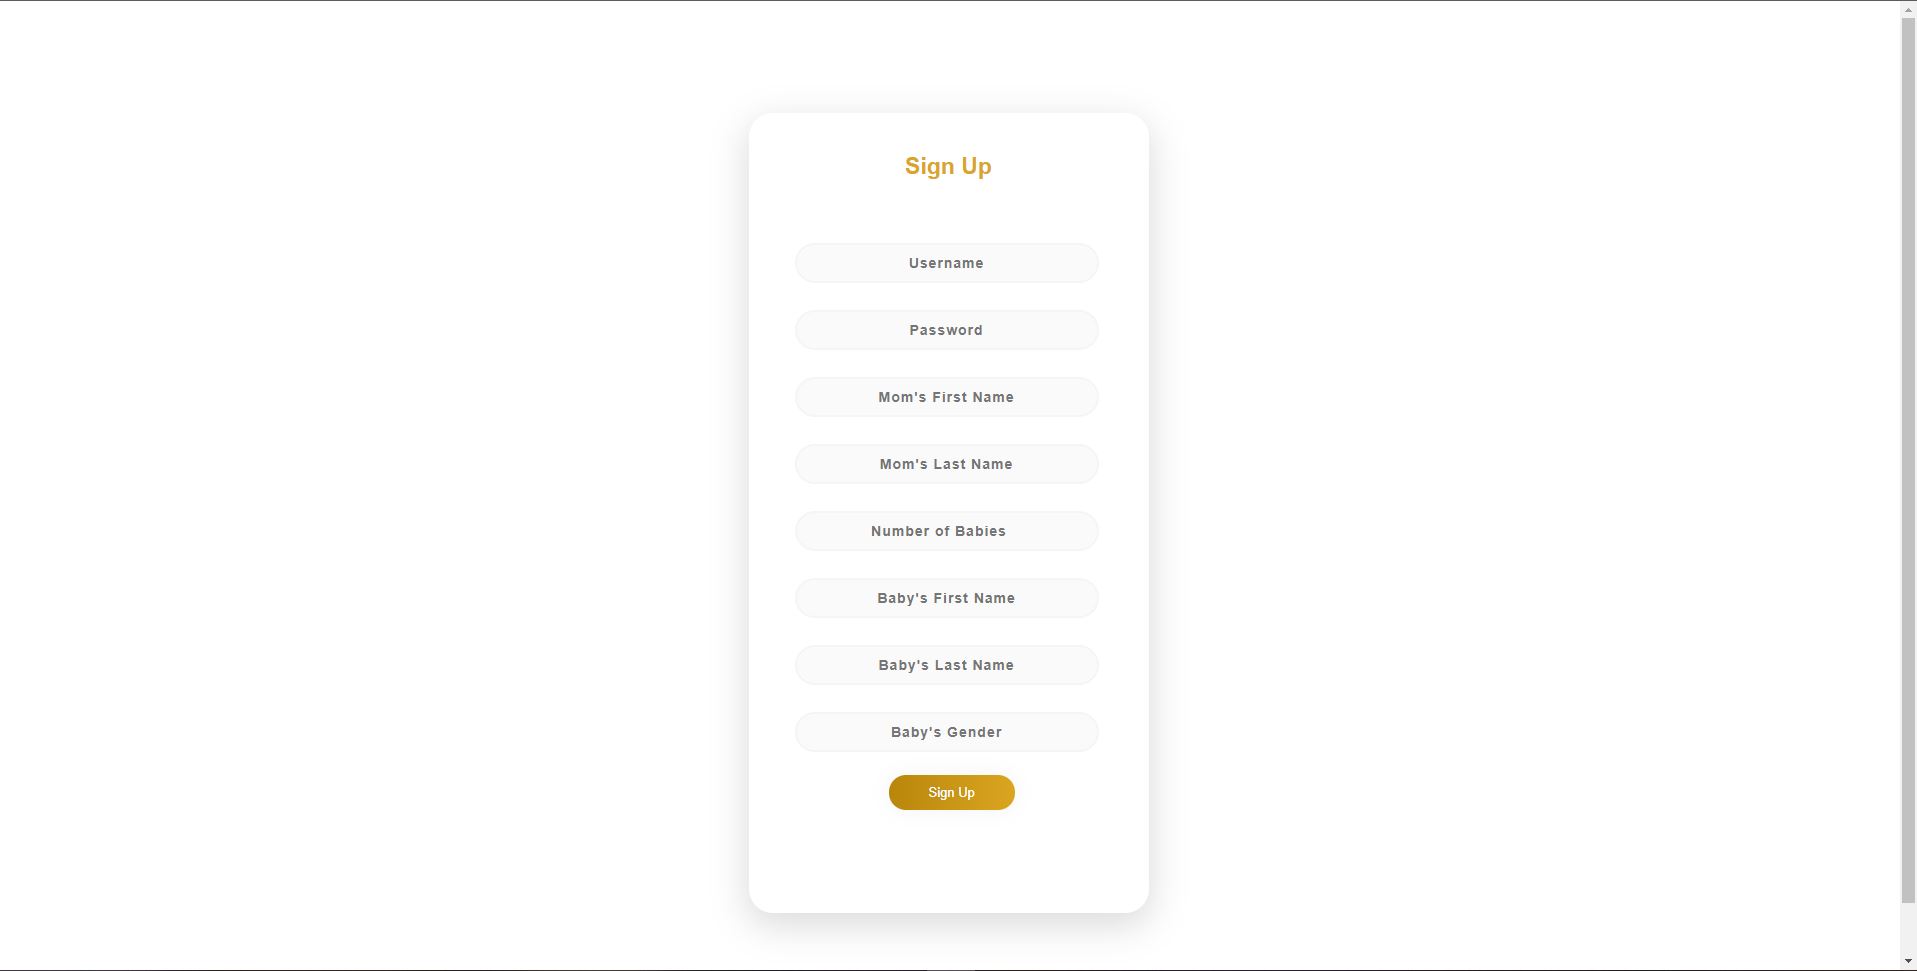 Sign Up
Username
Password
Mom's First Name
Mom's Last Name
Number of Babies
Baby's First Name
Baby's Last Name
Baby's Gender
Sign Up